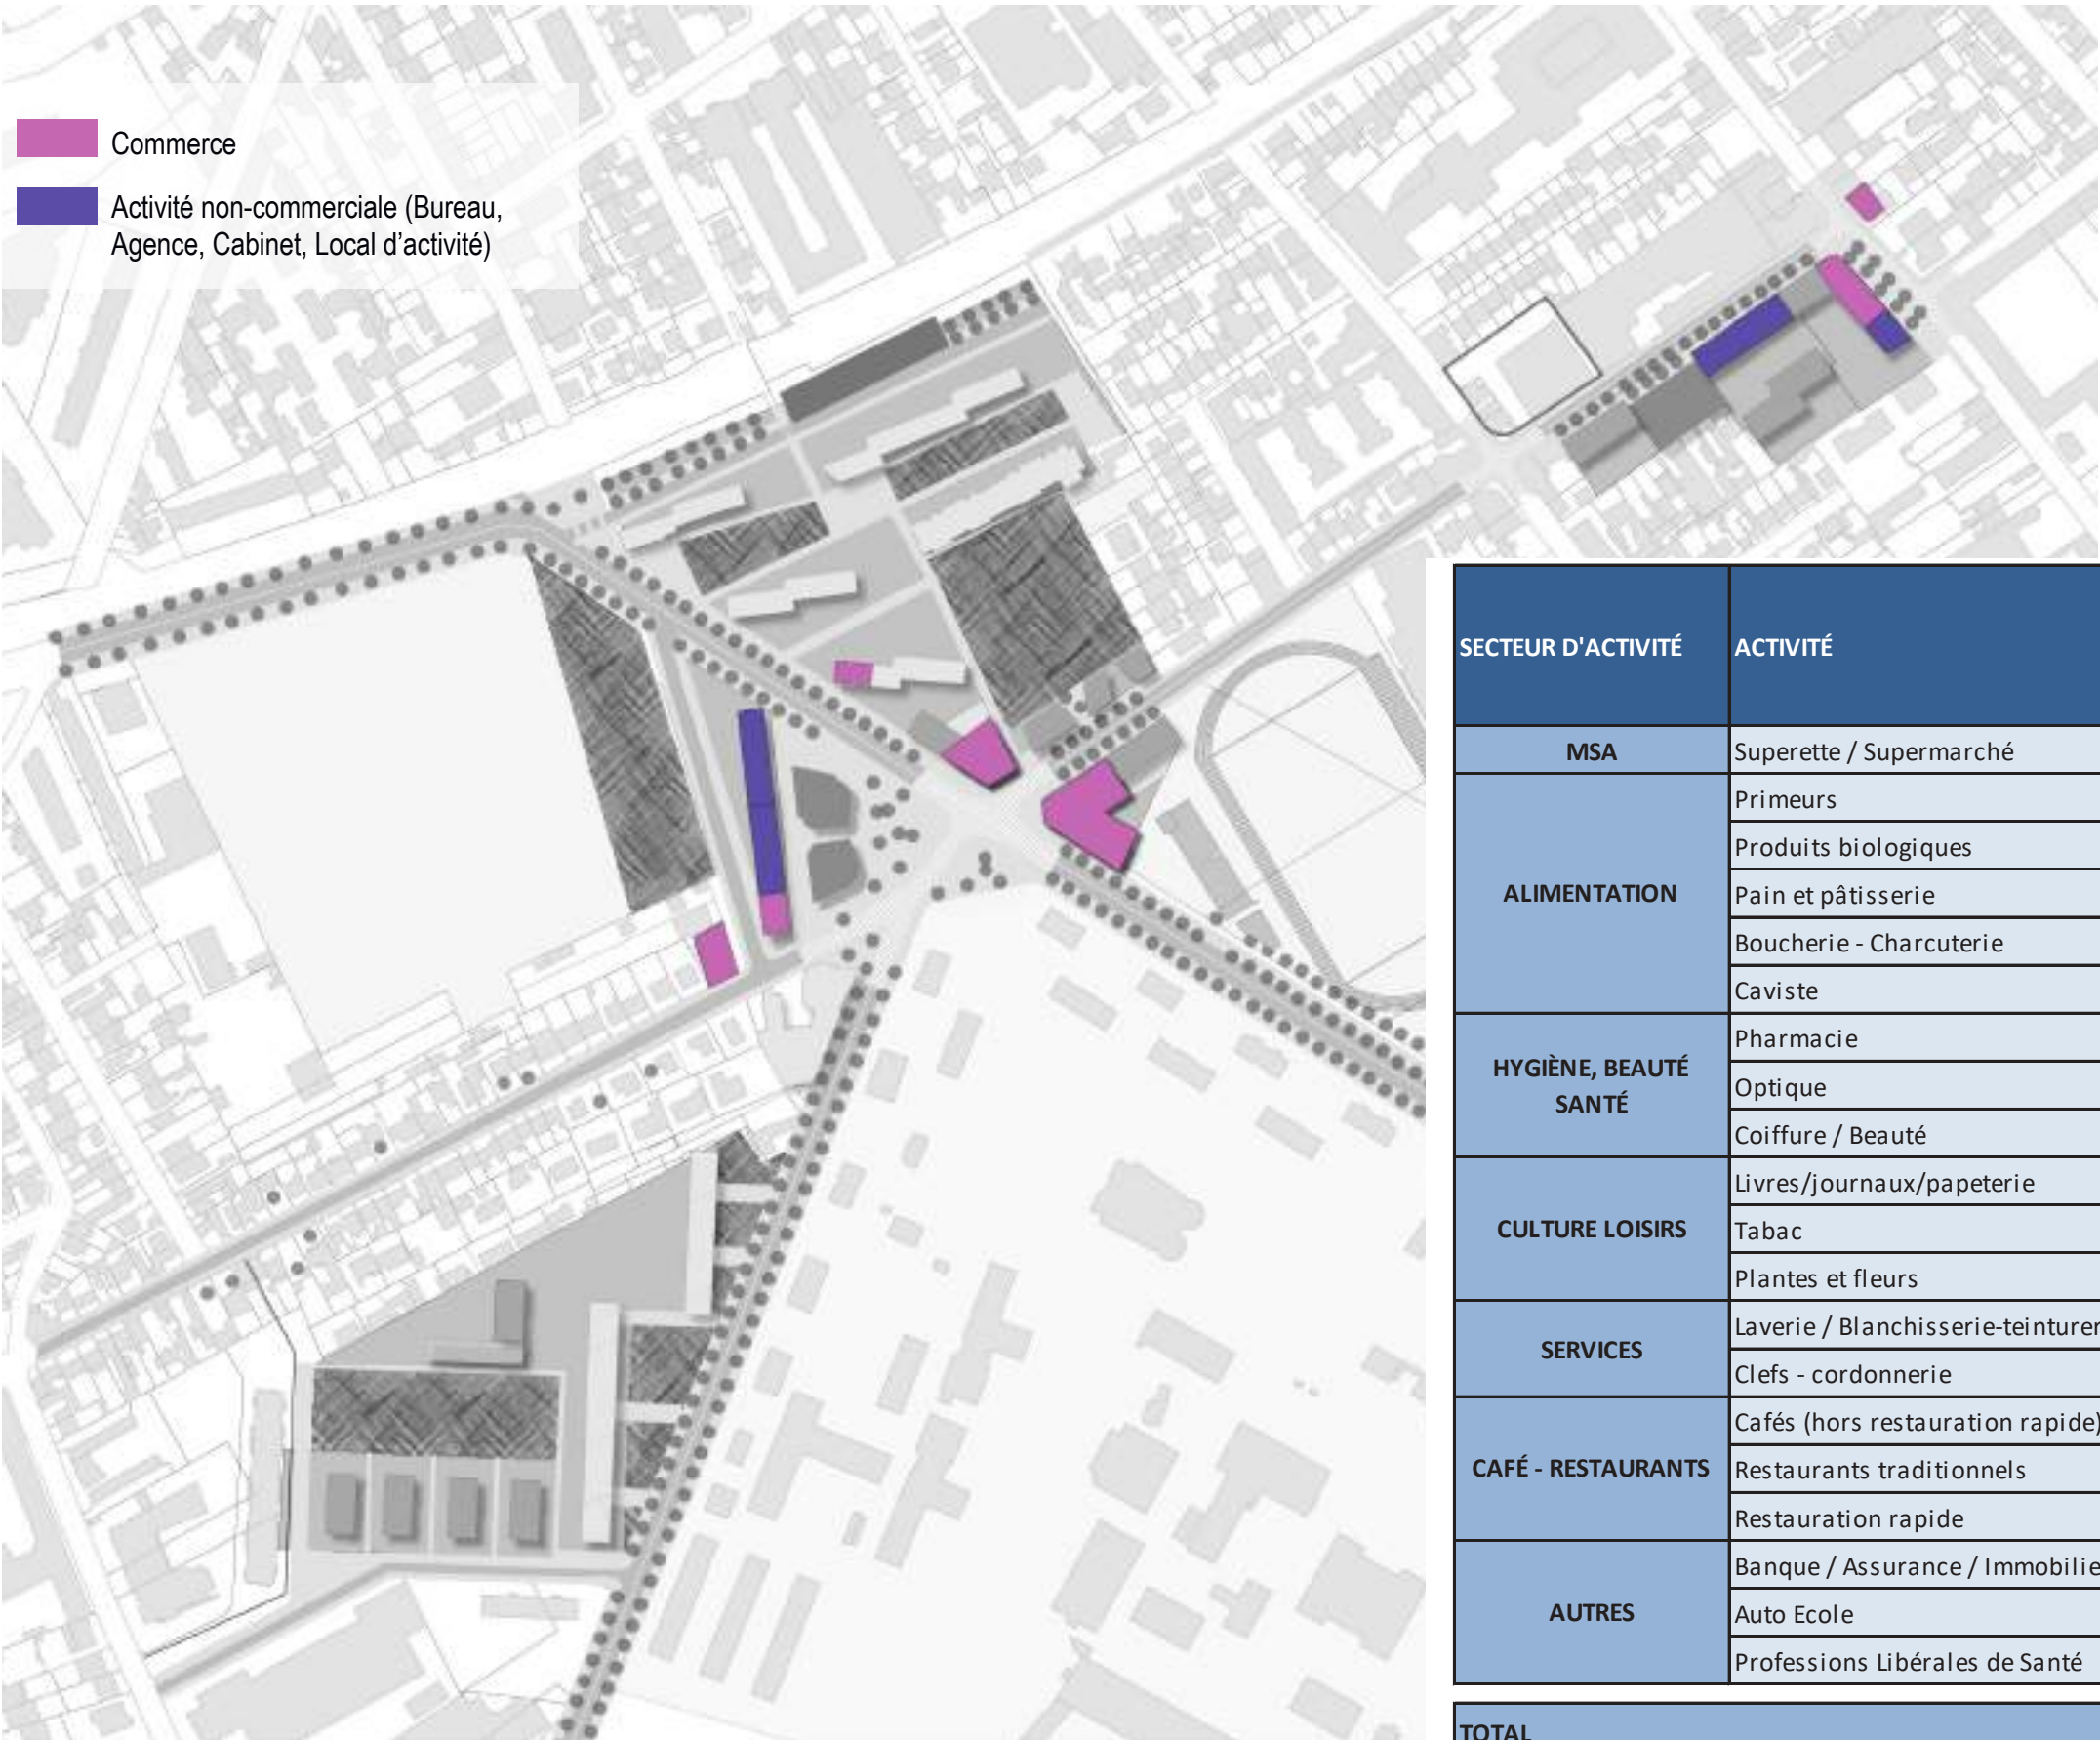 Commerce
Activité non-commerciale (Bureau,
Agence, Cabinet, Local d'activité)
SECTEUR D'ACTIVITÉ ACTIVITÉ
MSA Superette / Supermarché
ALIMENTATION
Primeurs
Produits biologiques
Pain et pâtisserie
Boucherie - Charcuterie
Caviste
HYGIÈNE, BEAUTÉ
SANTÉ
Pharmacie
Optique
Coiffure / Beauté
CULTURE LOISIRS
Livres/journaux/papeterie
Tabac
Plantes et fleurs
SERVICES
Laverie / Blanchisserie-teinturer
Clefs - cordonnerie
CAFÉ - RESTAURANTS
Cafés (hors restauration rapide)
Restaurants traditionnels
Restauration rapide
AUTRES
Banque / Assurance / Immobilie
Auto Ecole
Professions Libérales de Santé
TOTAL